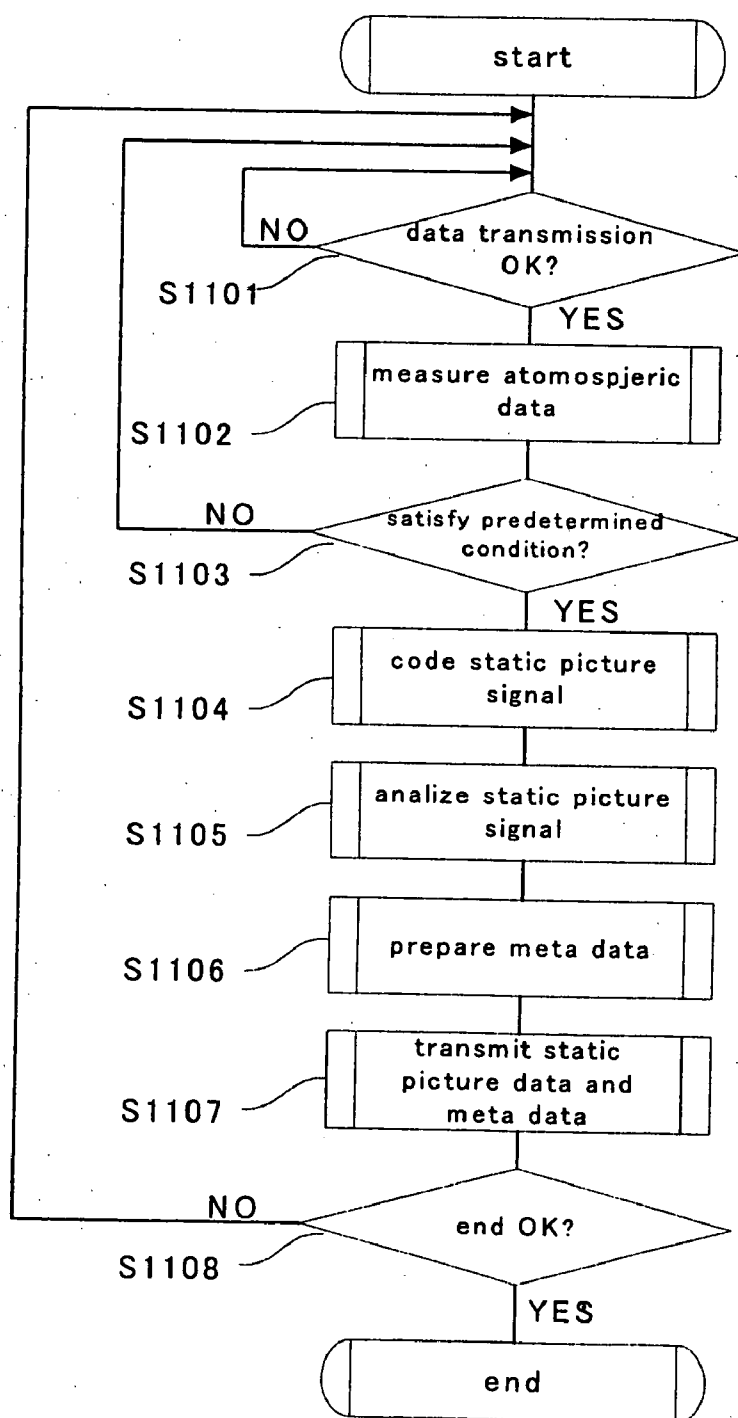 start
NO
data transmission
OK?
S1101
YES
measure atomospjeric
data
S1102
NO
satisfy predetermined
condition?
S1103
YES
code static picture
signal
S1104
analize static picture
signal
S1105
prepare meta data
S1106
transmit static
picture data and
meta data
S1107
NO
end OK?
S1108
YES
end